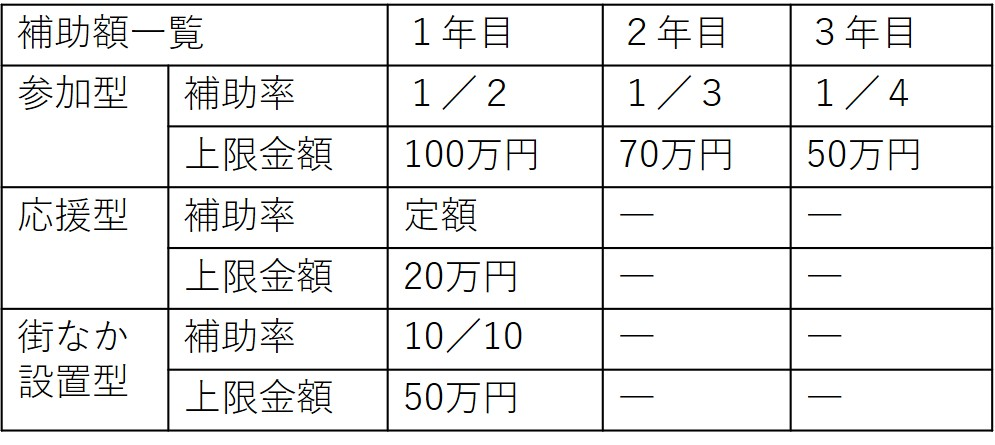 補助額一覧 １年目 ２年目 ３年目
参加型 補助率 １／２ １／３ １／４
上限金額 100万円 70万円 50万円
応援型 補助率 定額 ― ―
上限金額 20万円 ― ―
街なか 補助率 10／10 ― ―
設置型 上限金額 50万円 ― ―